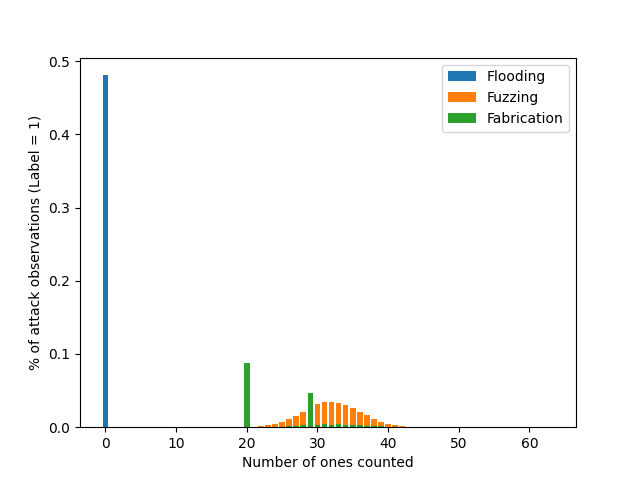 Flooding
Fuzzing
Fabrication
% of attack observations (Label = 1)
0.5
0.4
0.3
0.2
0.1
0.0
0 10 20 30 40 50 60
Number of ones counted